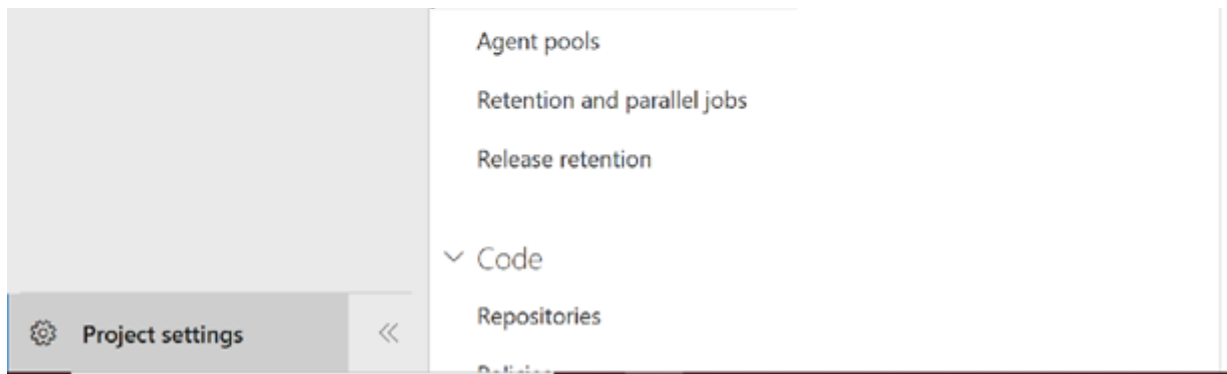 Agent pools
Retention and parallel jobs
Release retention
Code
Repositories
Project settings